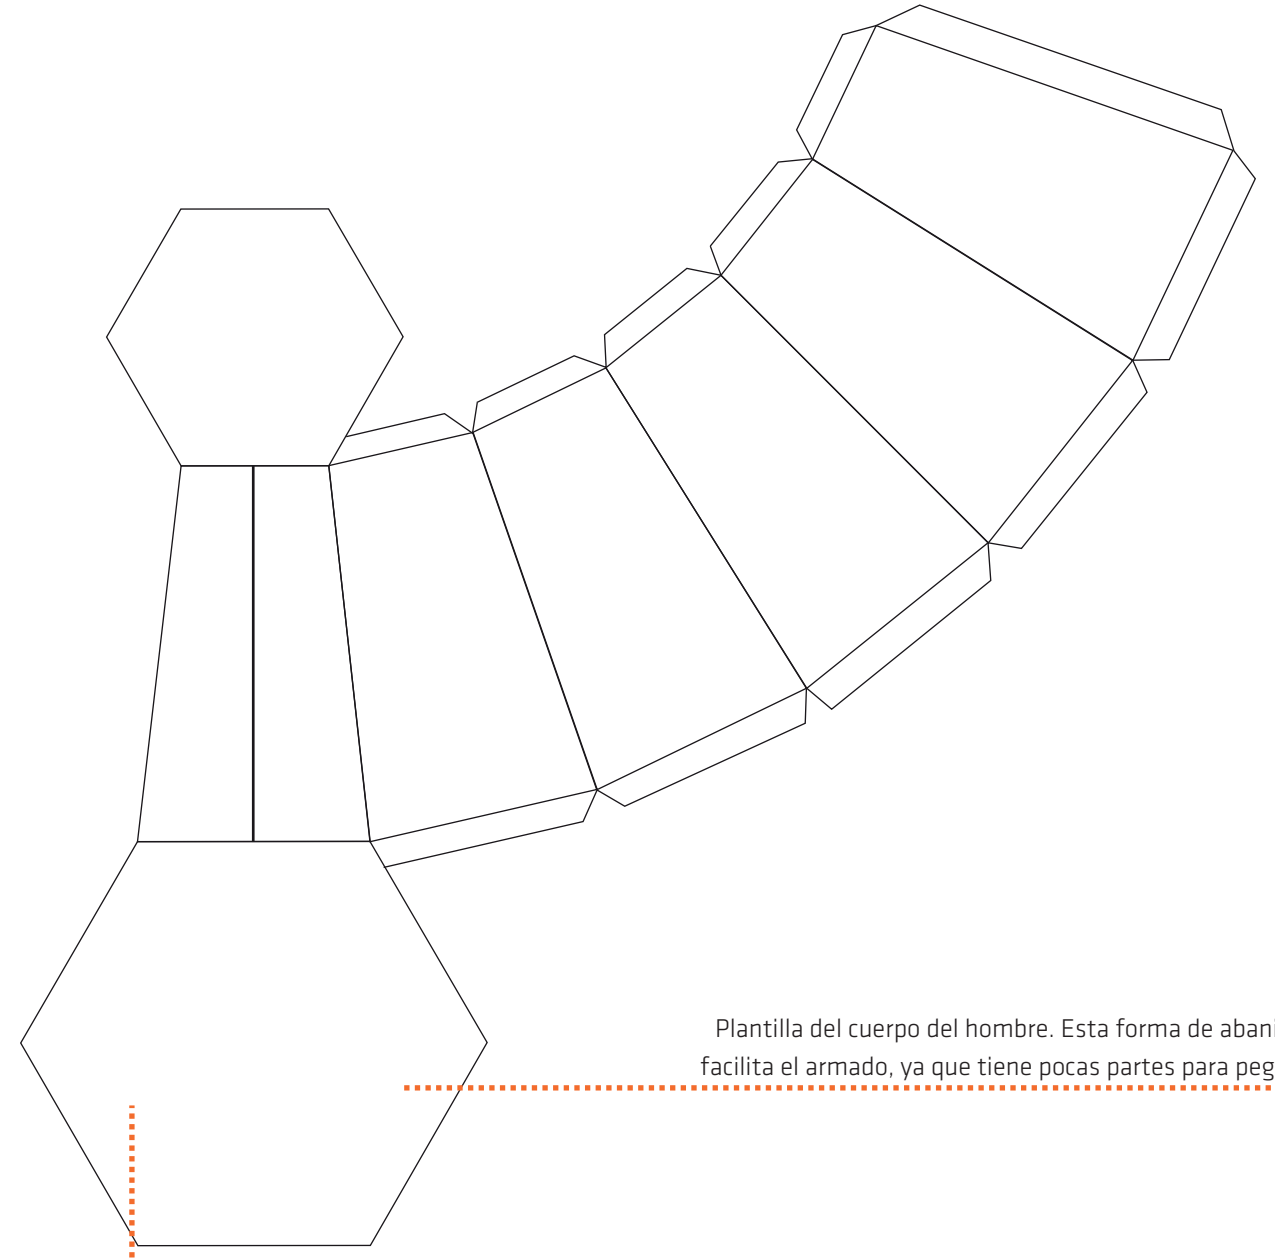 Plantilla del cuerpo del hombre. Esta forma de
facilita el armado, ya que tiene pocas partes para